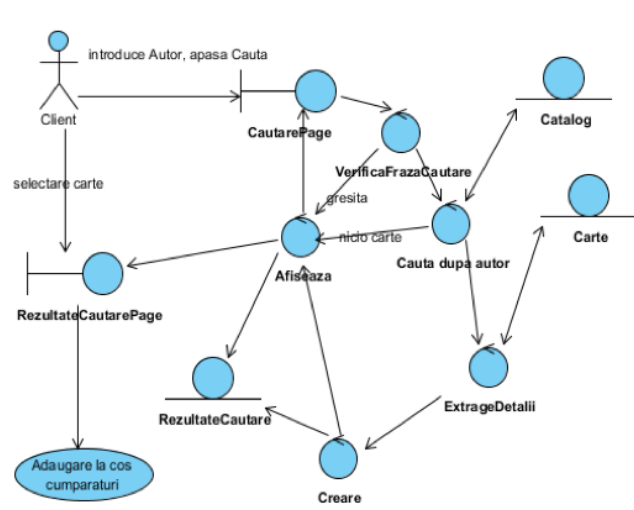 introduce Autor, apasa Cauta
Client
CautarePage
Catalog
VerificaFrazaCautare
selectare carte
gresita
nicio carte
Carte
Cauta dupa autor
Afiseaza
RezultateCautarePage
ExtrageDetalii
RezultateCautare
Adaugare la cos
cumparaturi
Creare